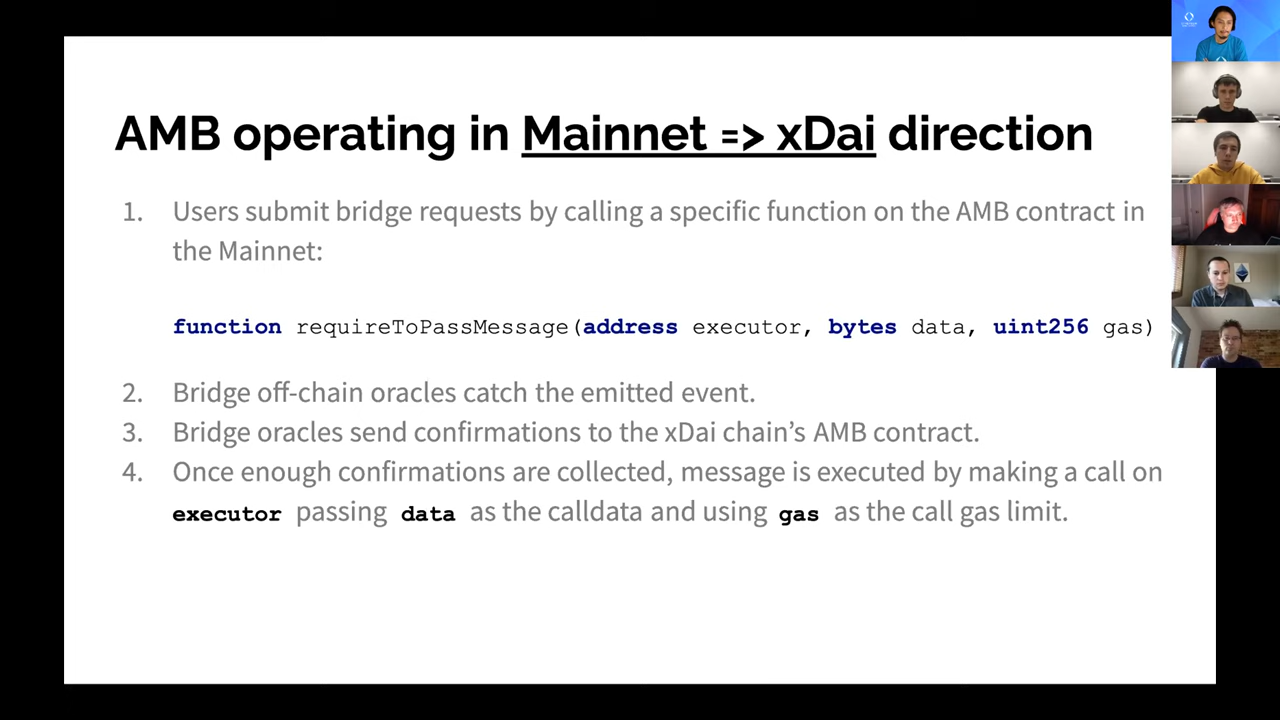 AMB operating in Mainnet => xDai direction
1. Users submit bridge requests by calling a specific function on the AMB contract in
the Mainnet:
function requireToPassMessage(address executor, bytes data, uint256 gas)
2. Bridge off-chain oracles catch the emitted event.
3. Bridge oracles send confirmations to the xDai chain’s AMB contract.
4. Once enough confirmations are collected, message is executed by making a call on
executor passing data as the calldata and using gas as the call gas limit.